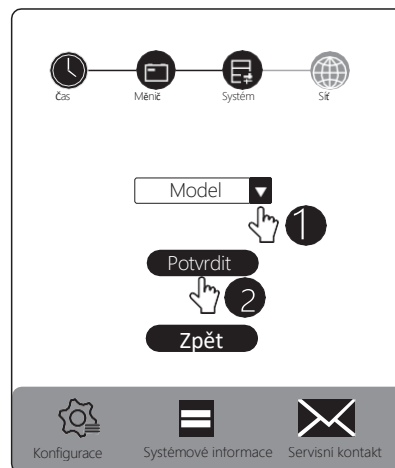 Čas Měnič Systém Síť
Model
1
Potvrdit
2
Zpět
Konfigurace Systémové informace Servisní kontakt